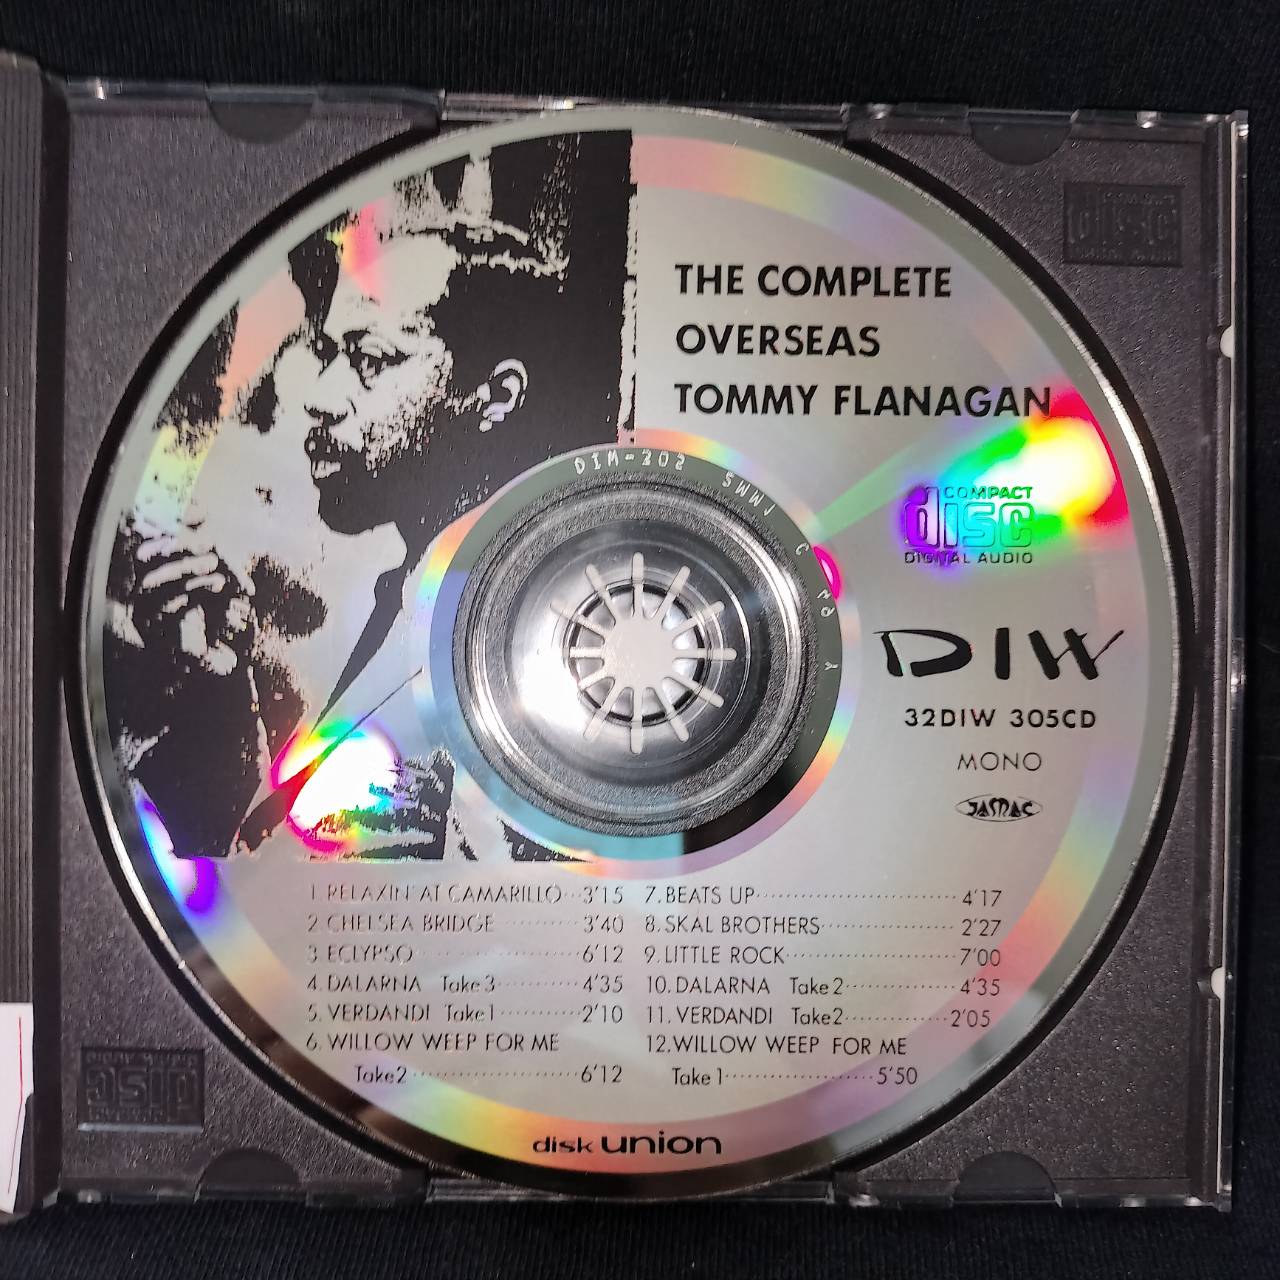 THE COMPLETE
OVERSEAS
TOMMY FLANAGAN
COMPACT
disc
DIGITAL AUDIO
DIW
32DIW 305CD
MONO
JASRAC
1. RELAXIN' AT CAMARILLO 3'15
2. CHELSEA BRIDGE 3'40
3. ECLYPSO 6'12
4. DALARNA Take 3 4'35
5. VERDANDI Take 1 2'10
6. WILLOW WEEP FOR ME
Take 2 6'12
7. BEATS UP 4'17
8. SKAL BROTHERS 2'27
9. LITTLE ROCK 7'00
10. DALARNA Take 2 4'35
11. VERDANDI Take 2 2'05
12. WILLOW WEEP FOR ME
Take 1 5'50
disk union
COMPACT
disc
disc